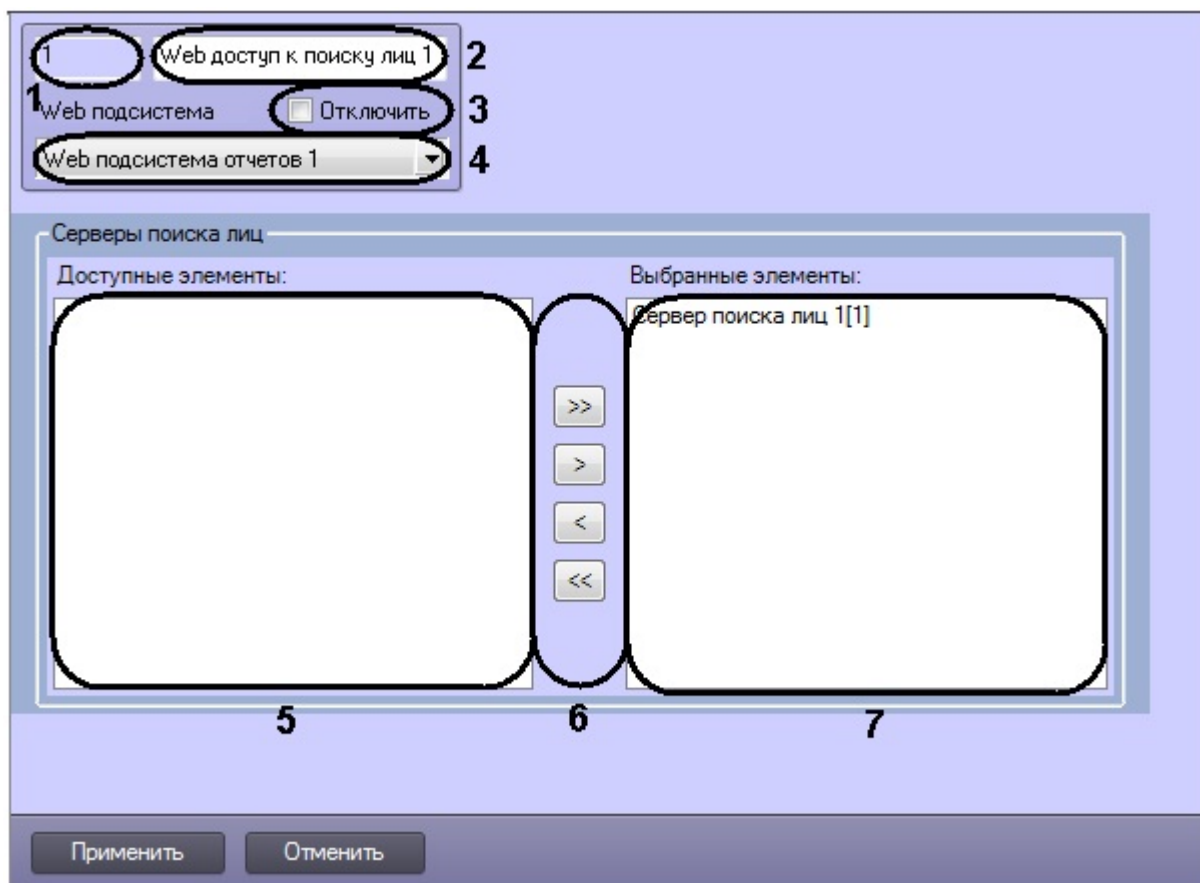 1 Web доступ к поиску лиц 1 2
1 Web подсистема Отключить 3
Web подсистема отчетов 1 4
Серверы поиска лиц
Доступные элементы: Выбранные элементы:
Сервер поиска лиц 1[1]
>>
>
<
<<
5 6 7
Применить Отменить